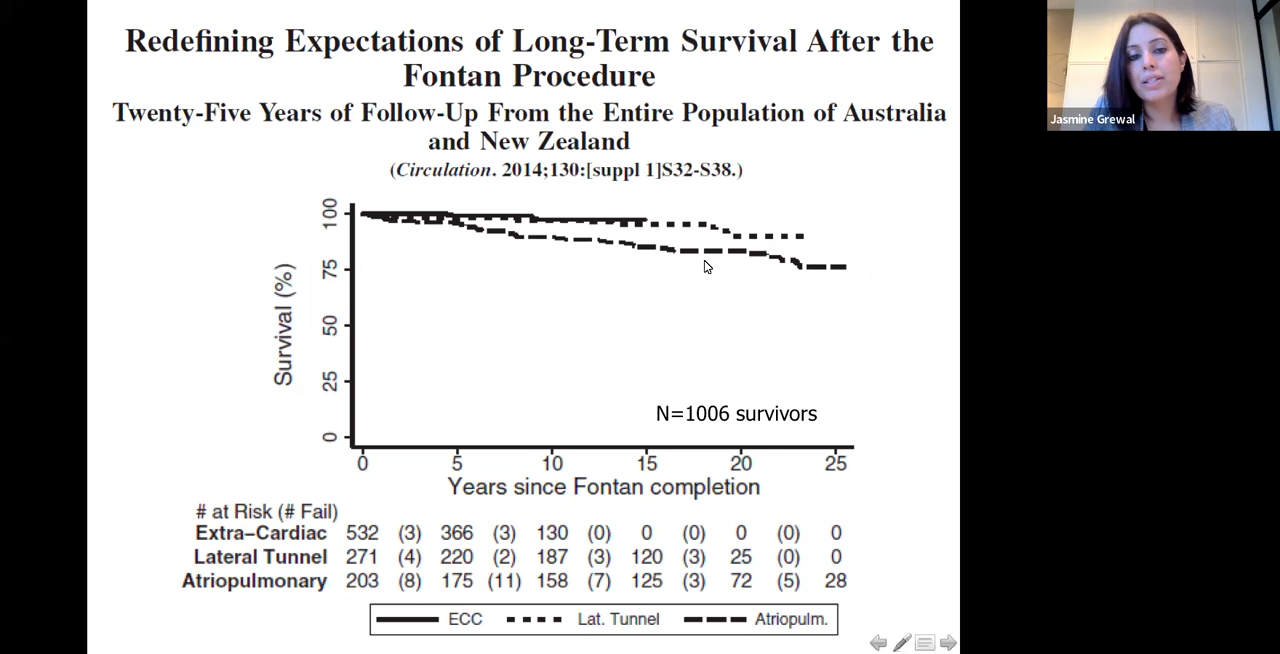 Redefining Expectations of Long-Term Survival After the
Fontan Procedure
Twenty-Five Years of Follow-Up From the Entire Population of Australia
and New Zealand
(Circulation. 2014;130:[suppl 1]S32-S38.)
Jasmine Grewal
Survival (%)
100
75
50
25
0
N=1006 survivors
0 5 10 15 20 25
Years since Fontan completion
# at Risk (# Fail)
Extra–Cardiac 532 (3) 366 (3) 130 (0) 0 (0) 0 (0) 0
Lateral Tunnel 271 (4) 220 (2) 187 (3) 120 (3) 25 (0) 0
Atriopulmonary 203 (8) 175 (11) 158 (7) 125 (3) 72 (5) 28
ECC Lat. Tunnel Atriopulm.